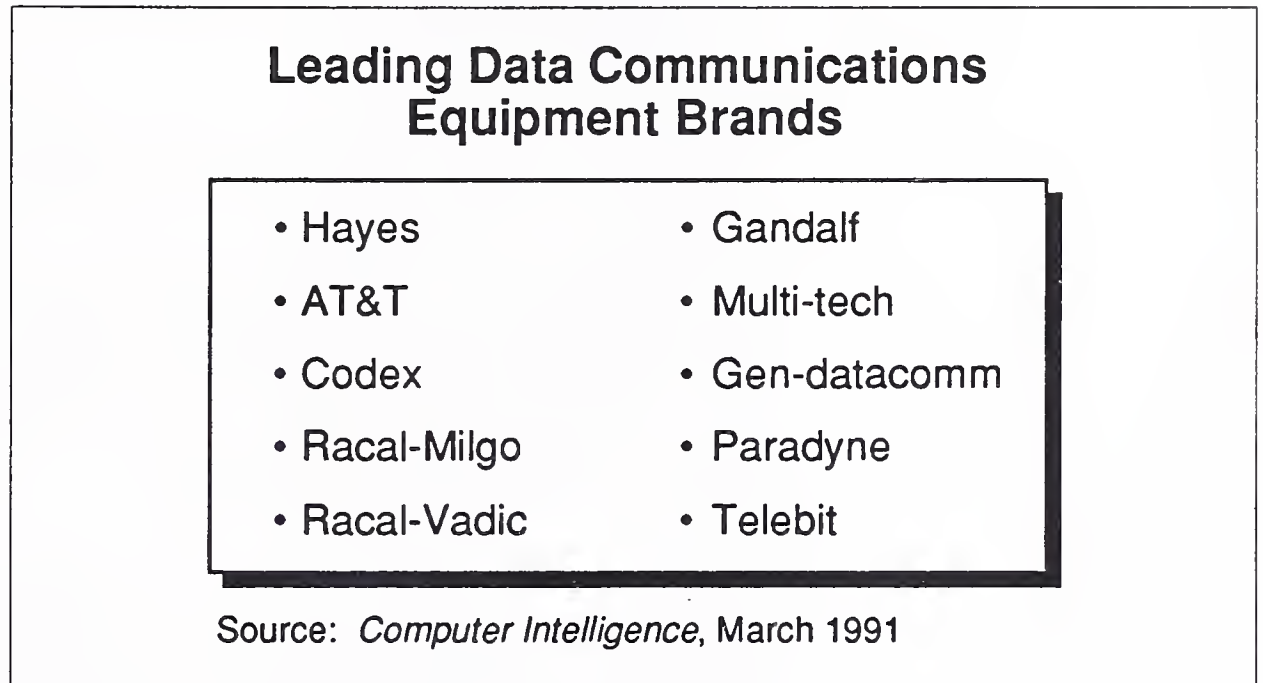 Leading Data Communications
Equipment Brands
• Hayes
• AT&T
• Codex
• Racal-Milgo
• Racal-Vadic
• Gandalf
• Multi-tech
• Gen-datacomm
• Paradyne
• Telebit
Source: Computer Intelligence, March 1991